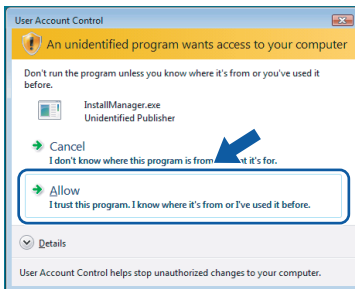 User Account Control
An unidentified program wants access to your computer
Don't run the program unless you know where it's from or you've used it
before.
InstallManager.exe
Unidentified Publisher
Cancel
I don't know where this program is from it's for.
Allow
I trust this program. I know where it's from or I've used it before.
Details
User Account Control helps stop unauthorized changes to your computer.